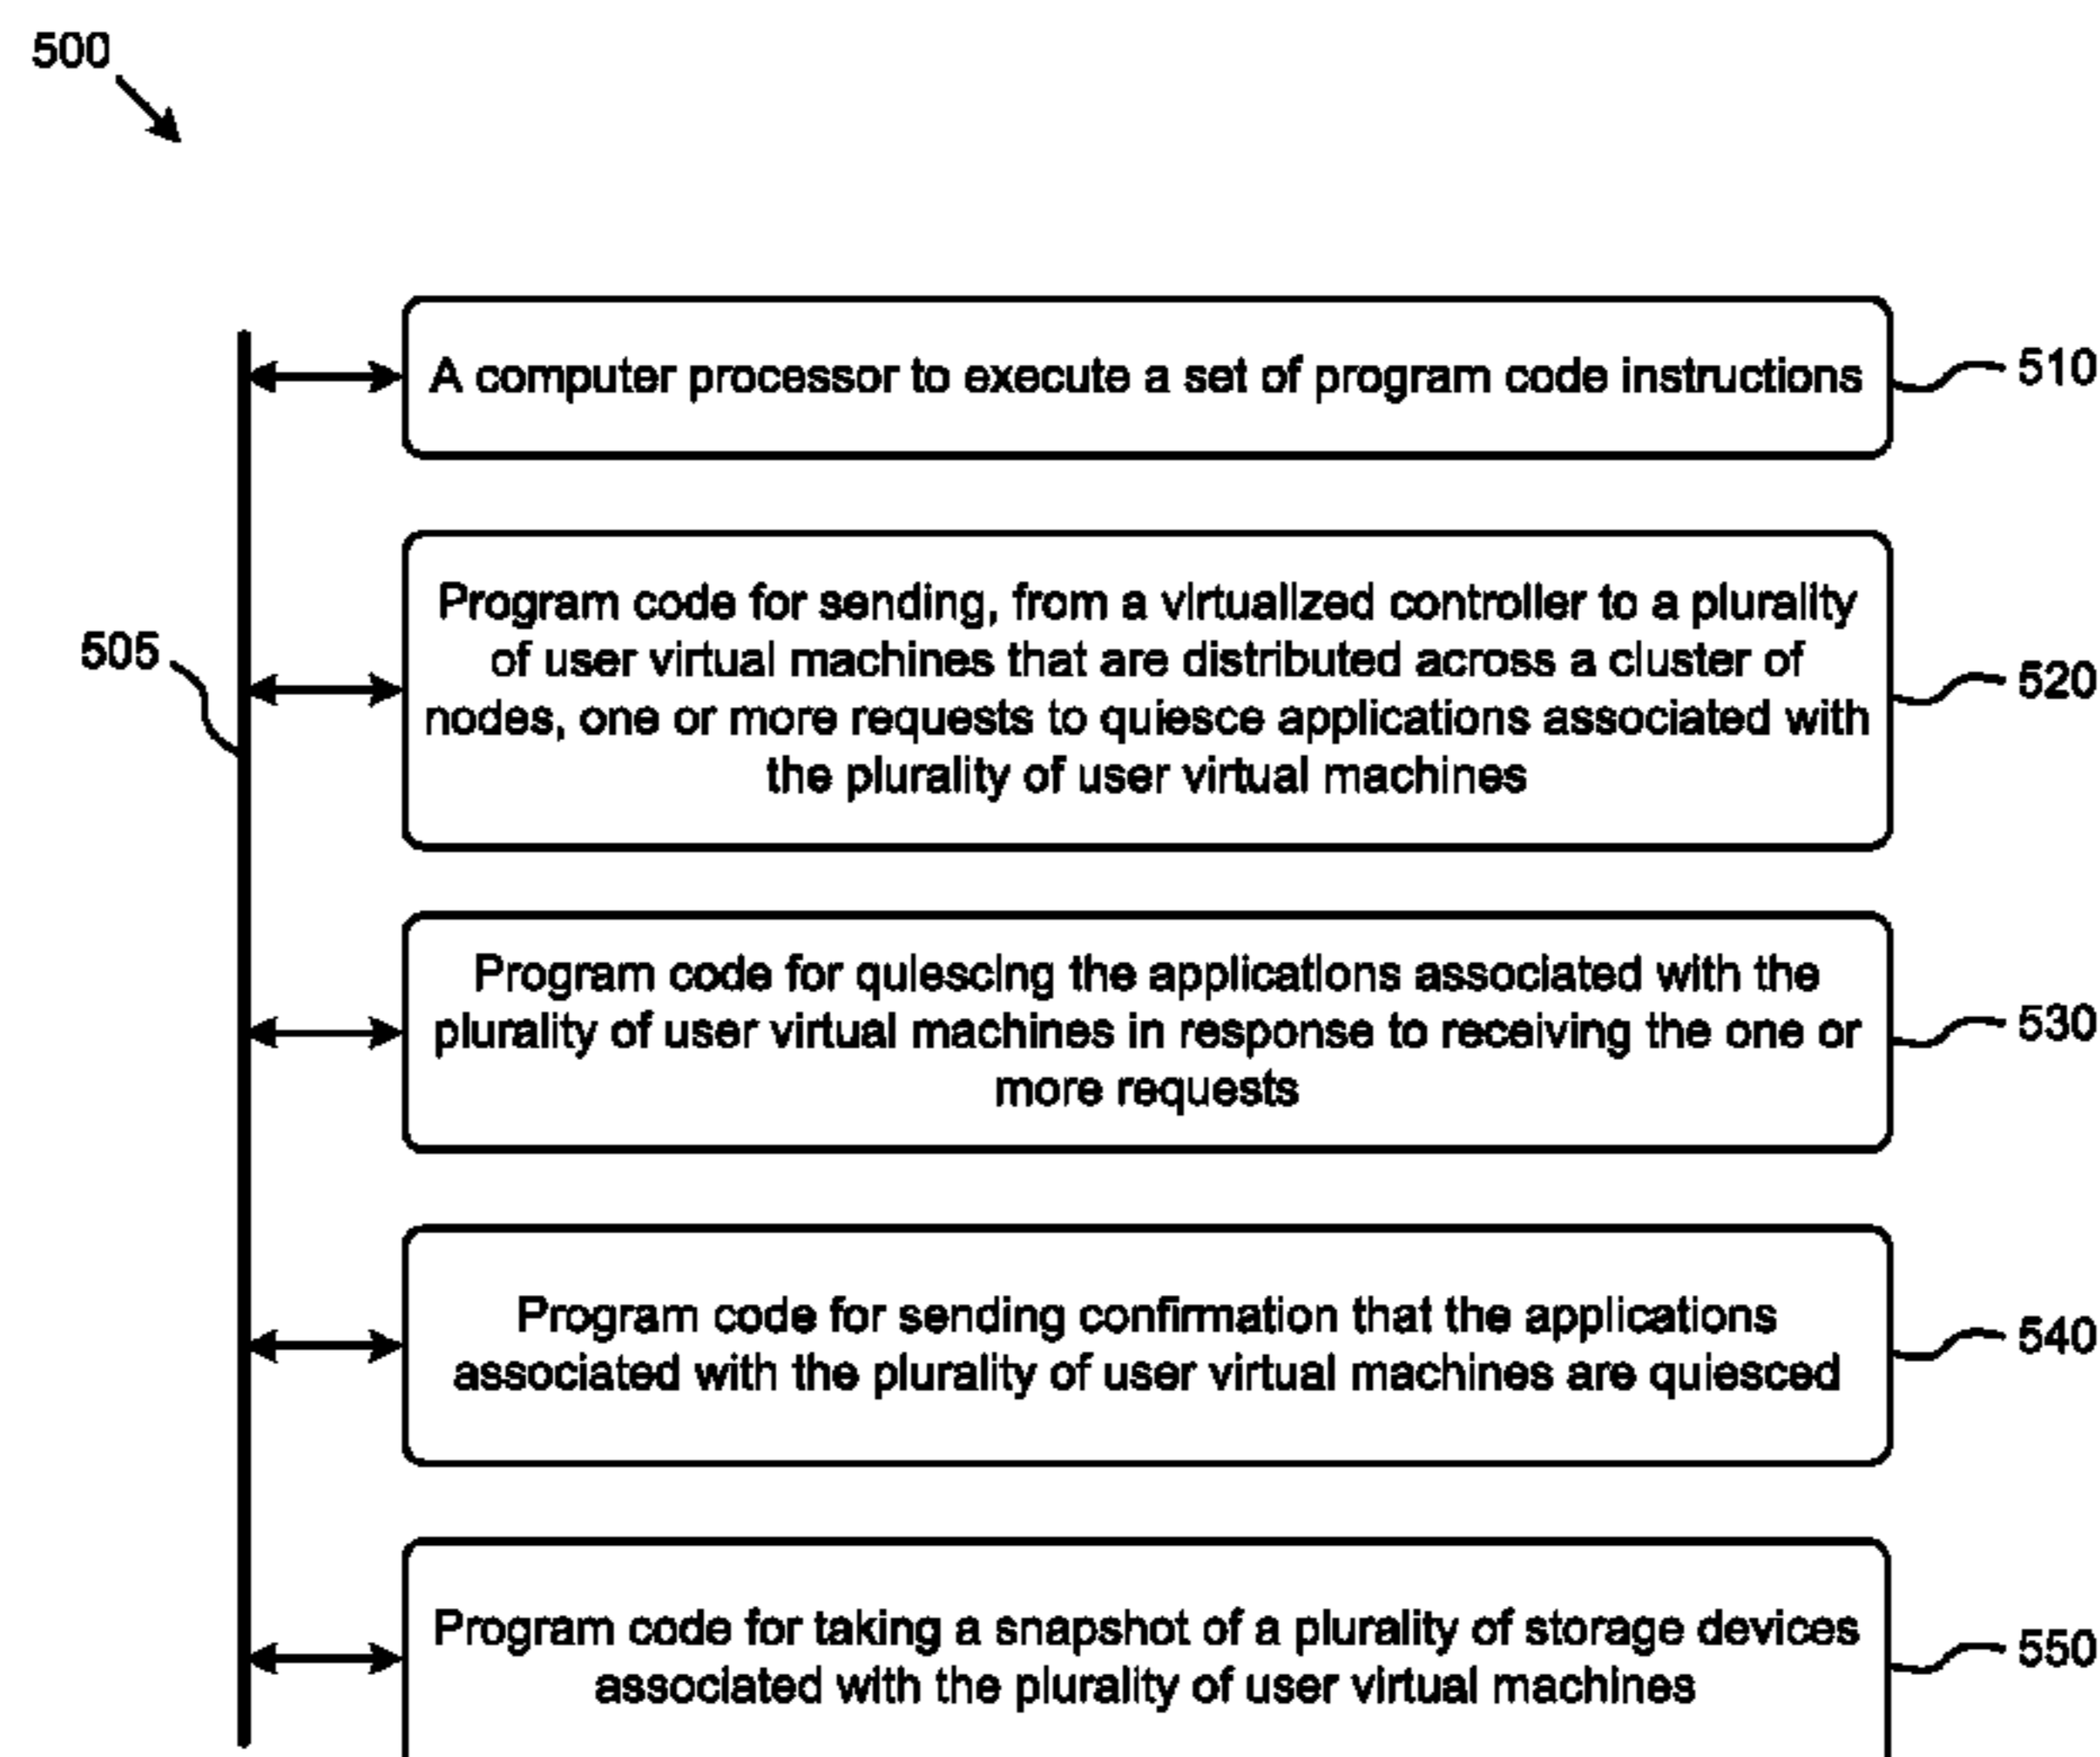 500
A computer processor to execute a set of program code instructions
510
Program code for sending, from a virtualized controller to a plurality
of user virtual machines that are distributed across a cluster of
nodes, one or more requests to quiesce applications associated with
the plurality of user virtual machines
505
520
Program code for quiescing the applications associated with the
plurality of user virtual machines in response to receiving the one or
more requests
530
Program code for sending confirmation that the applications
associated with the plurality of user virtual machines are quiesced
540
Program code for taking a snapshot of a plurality of storage devices
associated with the plurality of user virtual machines
550